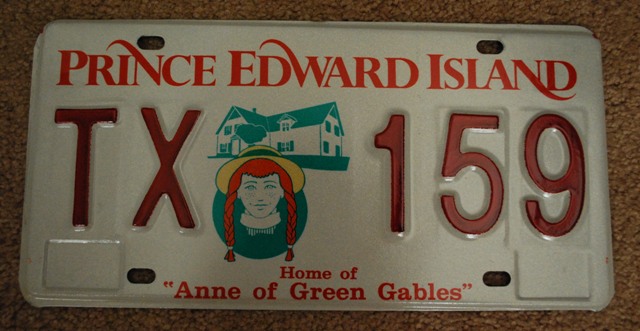 PRINCE EDWARD ISLAND
TX 159
Home of
"Anne of Green Gables"